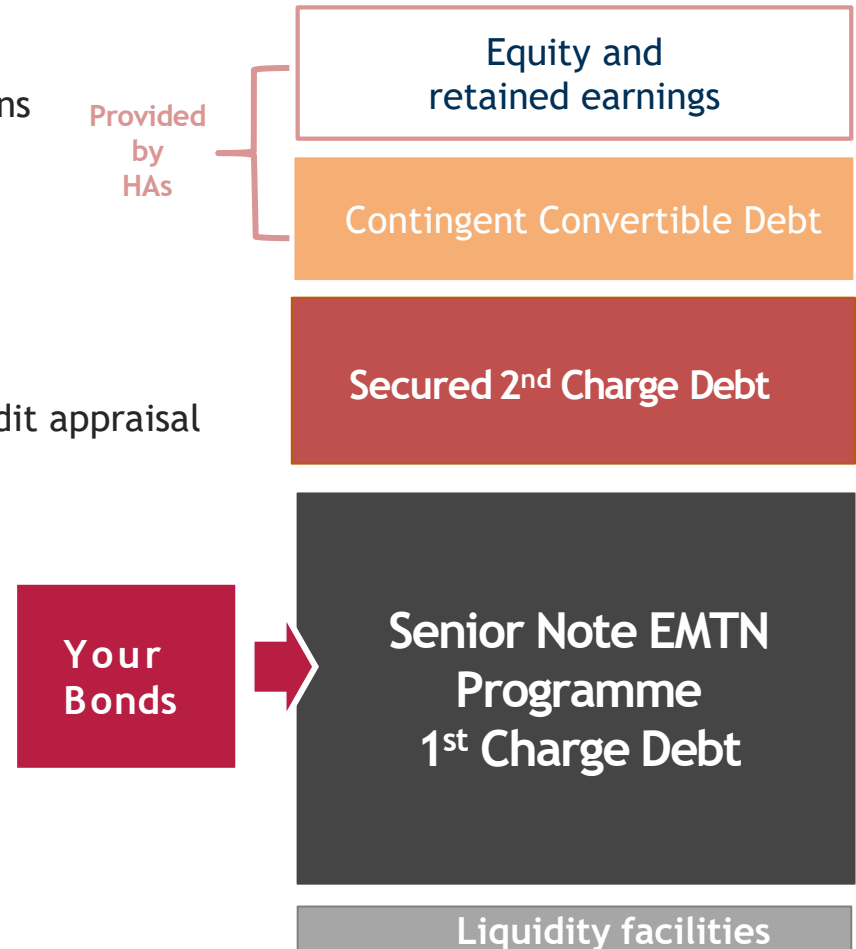 Equity and
retained earnings
ns
Provided
by
HAs
Contingent Convertible Debt
Secured 2nd Charge Debt
dit appraisal
Senior Note EMTN
Programme
1st Charge Debt
Your
Bonds
Liquidity facilities